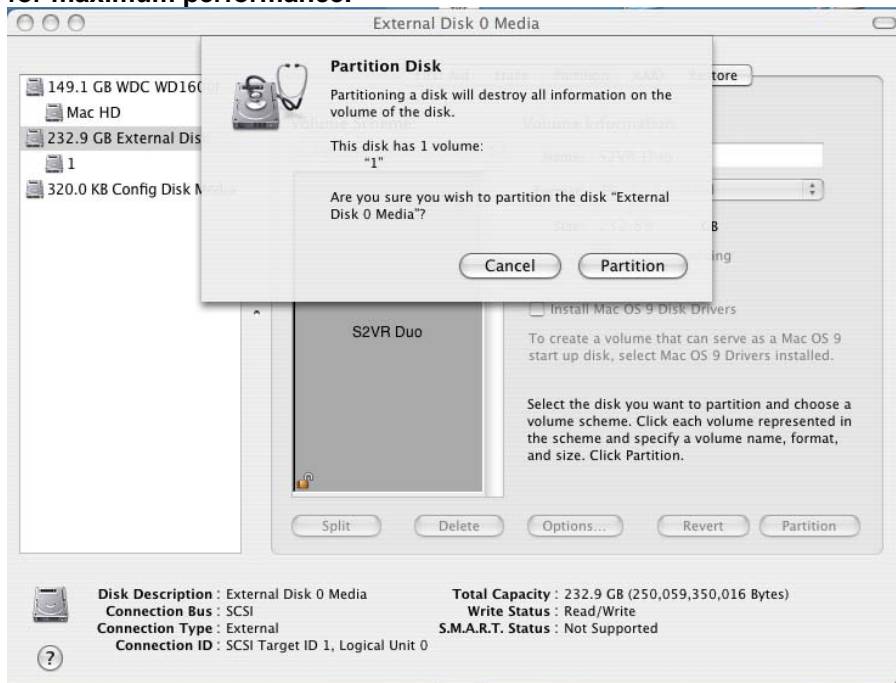 for maximum performance.
External Disk 0 Media
149.1 GB WDC WD160
Mac HD
232.9 GB External Dis
1
320.0 KB Config Disk M
Partition Disk
Partitioning a disk will destroy all information on the
volume of the disk.
This disk has 1 volume:
“1”
Are you sure you wish to partition the disk “External
Disk 0 Media”?
Cancel
Partition
tore
GB
ing
S2VR Duo
Install Mac OS 9 Disk Drivers
To create a volume that can serve as a Mac OS 9
start up disk, select Mac OS 9 Drivers installed.
Select the disk you want to partition and choose a
volume scheme. Click each volume represented in
the scheme and specify a volume name, format,
and size. Click Partition.
Split
Delete
Options...
Revert
Partition
Disk Description : External Disk 0 Media
Connection Bus : SCSI
Connection Type : External
Connection ID : SCSI Target ID 1, Logical Unit 0
Total Capacity : 232.9 GB (250,059,350,016 Bytes)
Write Status : Read/Write
S.M.A.R.T. Status : Not Supported
?